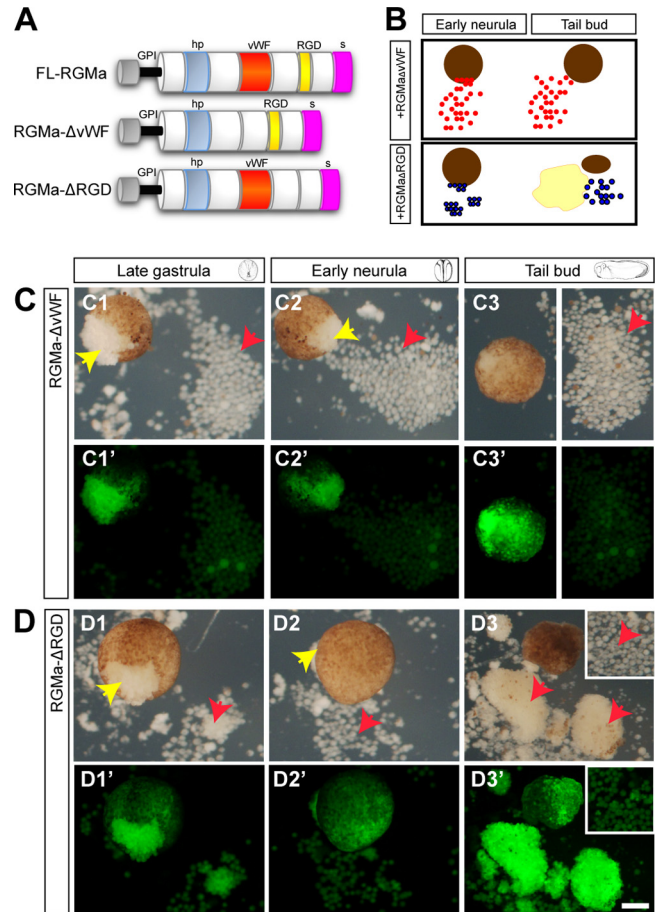 A
GPI
hp
vWF
RGD
s
FL-RGMa
GPI
hp
RGD
s
RGMa-ΔvWF
GPI
hp
vWF
s
RGMa-ΔRGD
B
Early neurula
Tail bud
+RGMaΔvWF
+RGMaΔRGD
Late gastrula
Early neurula
Tail bud
C
RGMa-ΔvWF
C1
C2
C3
C1’
C2’
C3’
D
RGMa-ΔRGD
D1
D2
D3
D1’
D2’
D3’